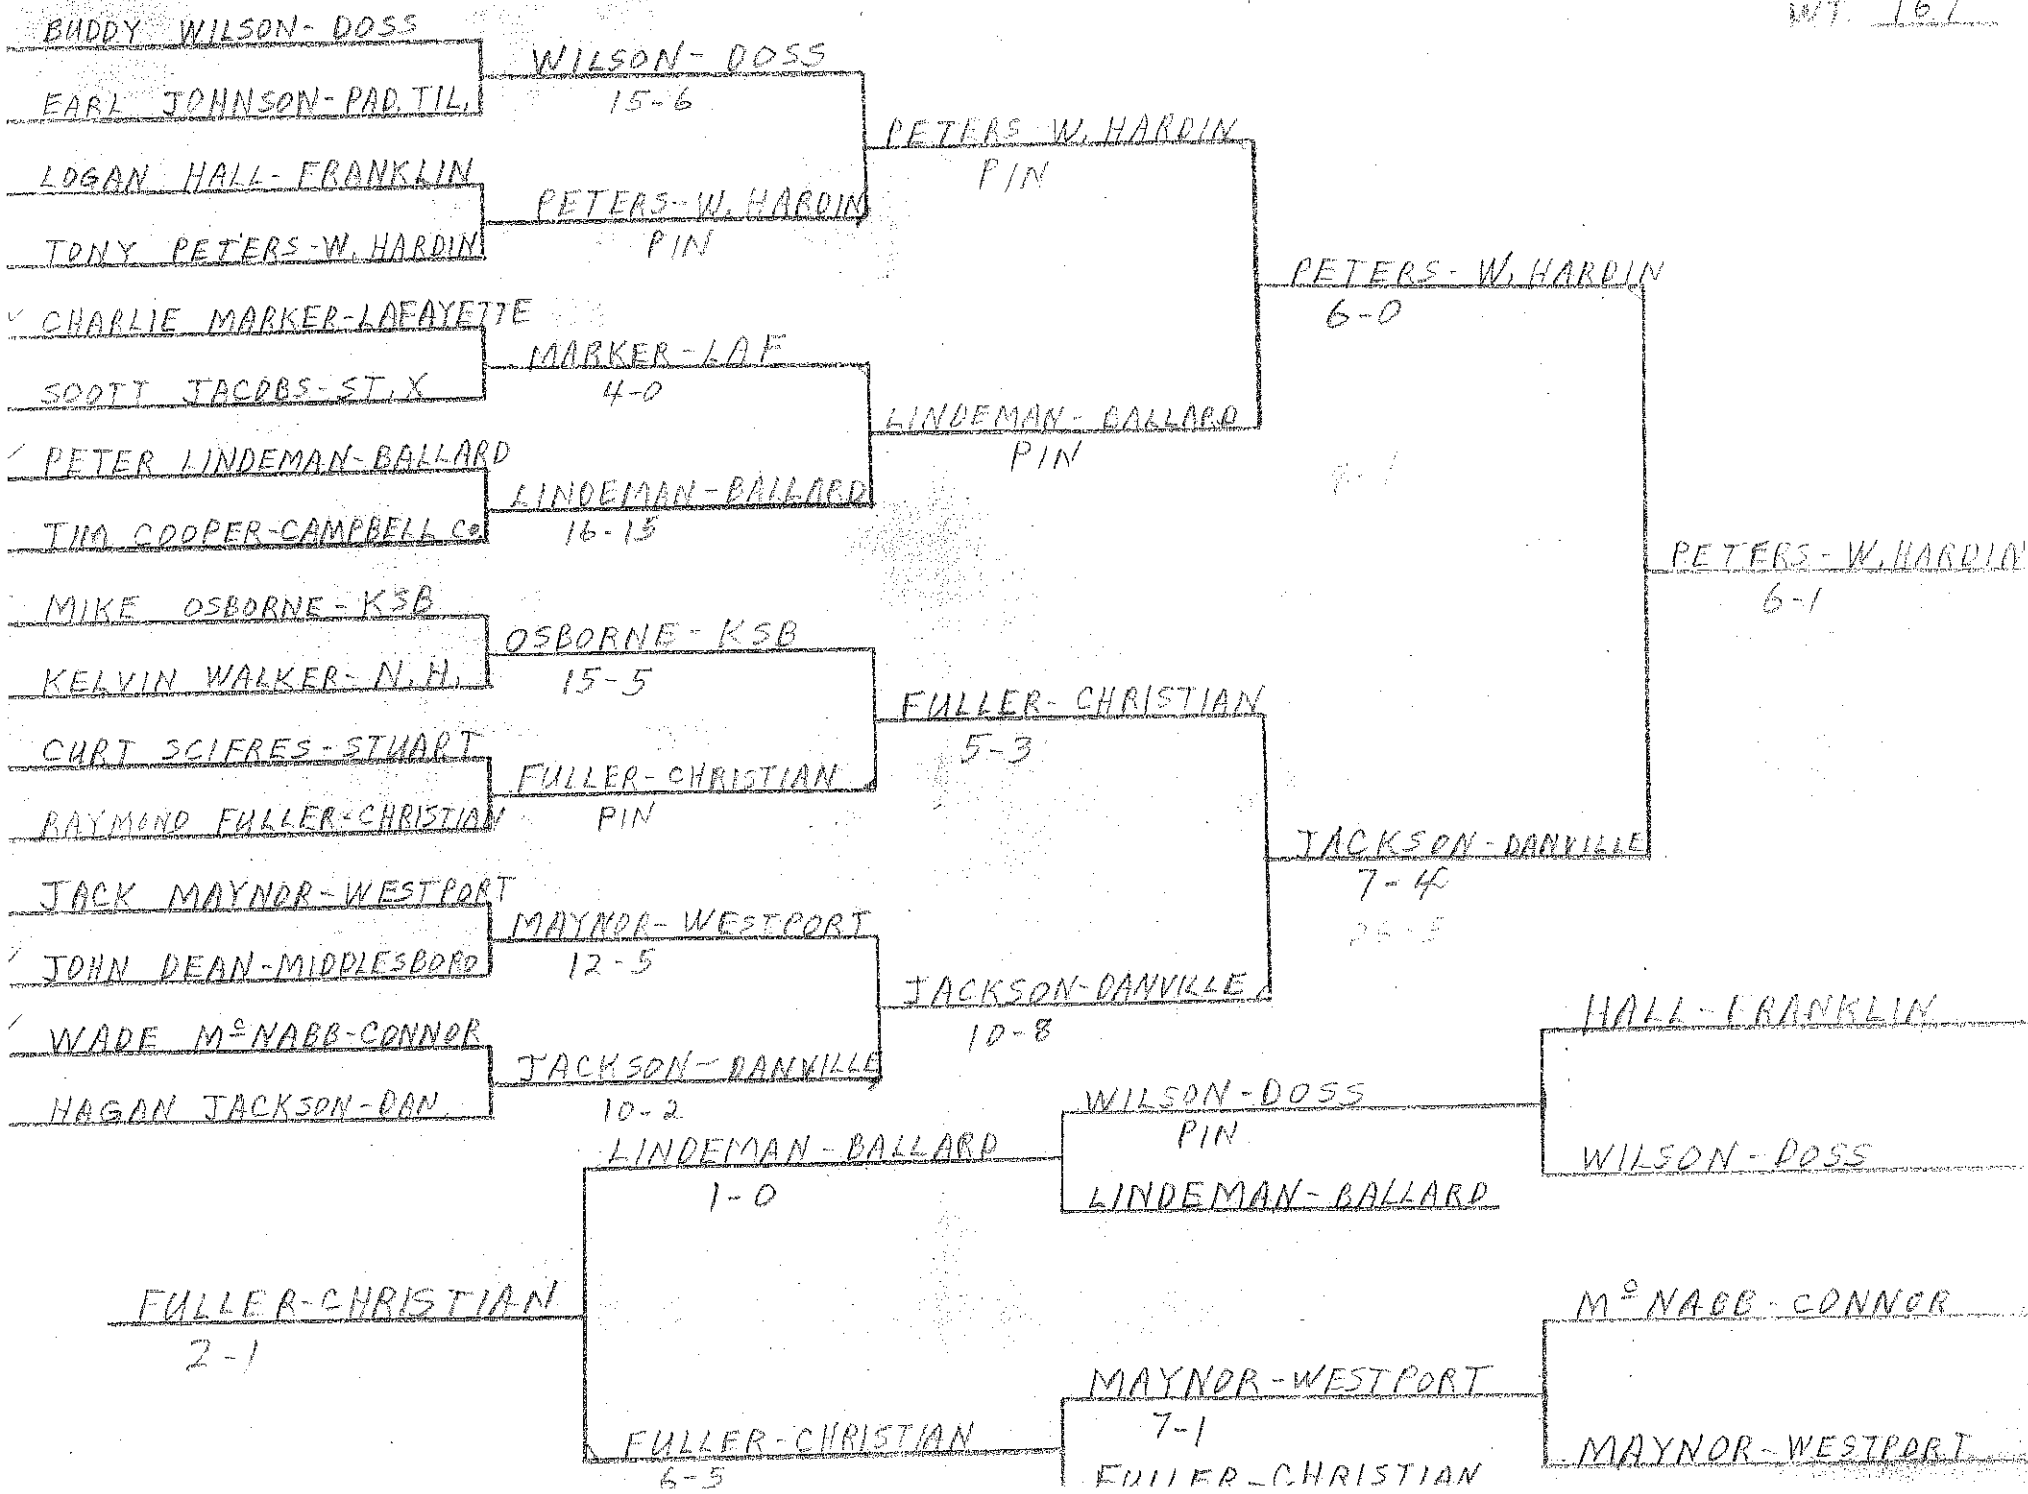 WT. 167
BUDDY WILSON-DOSS
EARL JOHNSON-PAD.TIL.
LOGAN HALL-FRANKLIN
TONY PETERS-W. HARDIN
CHARLIE MARKER-LAFAYETTE
SCOTT JACOBS-ST. X
PETER LINDEMAN-BALLARD
TIM COOPER-CAMPBELL Co.
MIKE OSBORNE-KSB
KELVIN WALKER-N.H.
CURT SCIFRES-STUART
RAYMOND FULLER-CHRISTIAN
JACK MAYNOR-WESTPORT
JOHN DEAN-MIDDLESBORO
WADE McNABB-CONNOR
HAGAN JACKSON-DAN.
WILSON-DOSS
15-6
PETERS-W. HARDIN
PIN
MARKER-LAF
4-0
LINDEMAN-BALLARD
16-15
OSBORNE-KSB
15-5
FULLER-CHRISTIAN
PIN
MAYNOR-WESTPORT
12-5
JACKSON-DANVILLE
10-2
PETERS W. HARDIN
PIN
LINDEMAN-BALLARD
PIN
FULLER-CHRISTIAN
5-3
JACKSON-DANVILLE
10-8
PETERS-W. HARDIN
6-0
JACKSON-DANVILLE
7-4
PETERS-W. HARDIN
6-1
HALL-FRANKLIN
WILSON-DOSS
McNABB-CONNOR
MAYNOR-WESTPORT
WILSON-DOSS
PIN
LINDEMAN-BALLARD
MAYNOR-WESTPORT
7-1
FULLER-CHRISTIAN
LINDEMAN-BALLARD
1-0
FULLER-CHRISTIAN
6-5
FULLER-CHRISTIAN
2-1